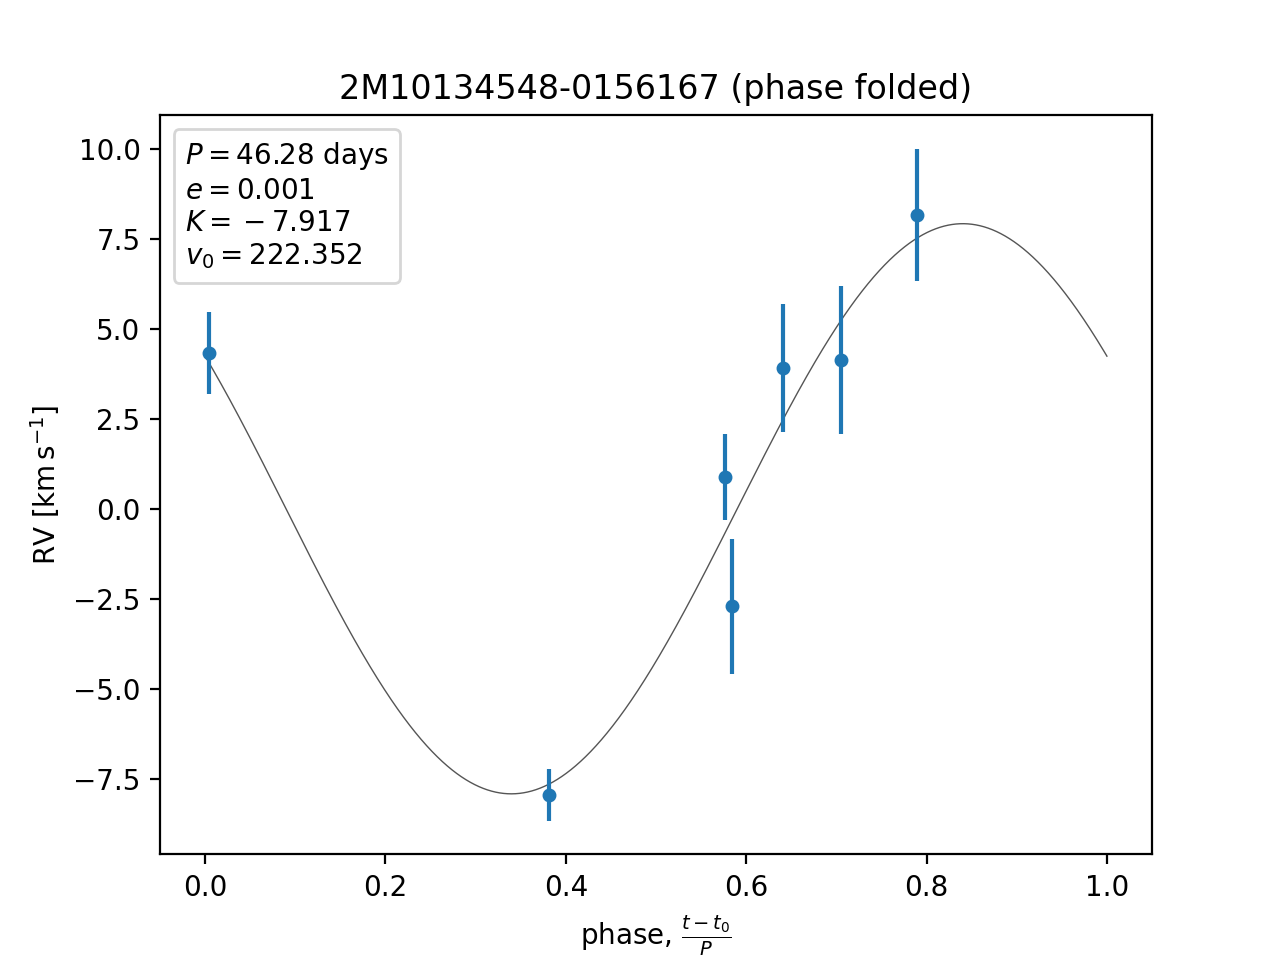 2M10134548-0156167 (phase folded)
P = 46.28 days
e = 0.001
K = −7.917
v₀ = 222.352
10.0
7.5
5.0
2.5
0.0
−2.5
−5.0
−7.5
RV [km s⁻¹]
0.0 0.2 0.4 0.6 0.8 1.0
phase, (t − t₀)/P